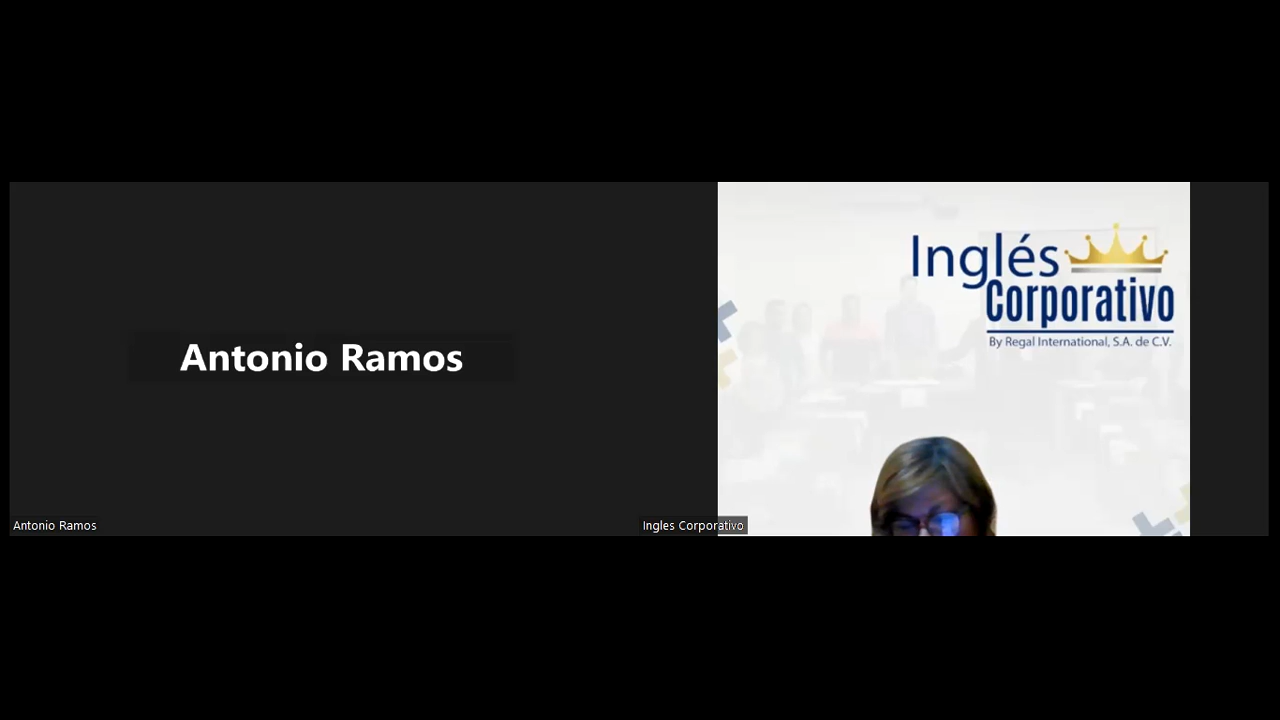 Antonio Ramos
Antonio Ramos
Inglés
Corporativo
By Regal International, S.A. de C.V.
Ingles Corporativo